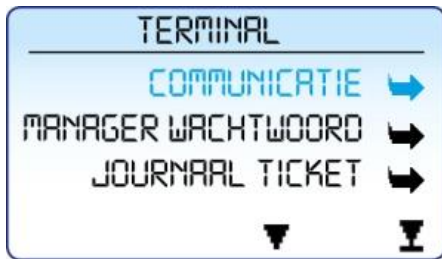 TERMINAL
COMMUNICATIE
MANAGER WACHTWOORD
JOURNAAL TICKET